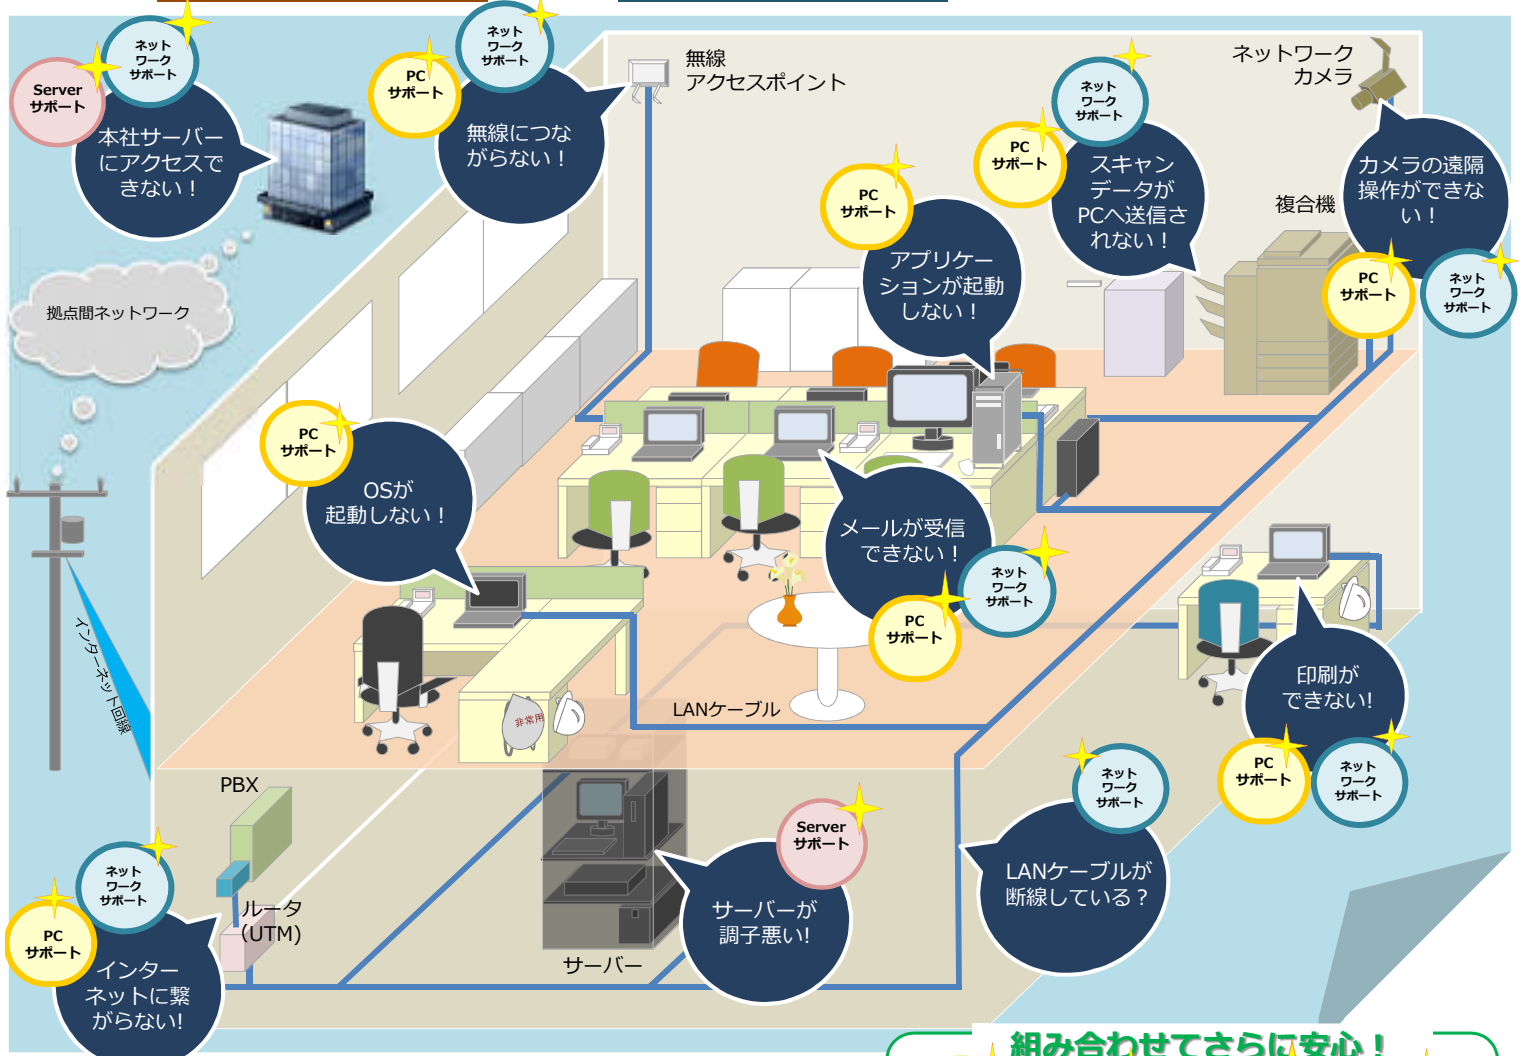 ネット
ワーク
サポート
Server
サポート
本社サーバー
にアクセスで
きない！
ネット
ワーク
サポート
PC
サポート
無線につな
がらない！
無線
アクセスポイント
ネットワーク
カメラ
ネット
ワーク
サポート
PC
サポート
スキャン
データが
PCへ送信さ
れない！
カメラの遠隔
操作ができな
い！
PC
サポート
ネット
ワーク
サポート
複合機
PC
サポート
アプリケー
ションが起動
しない！
拠点間ネットワーク
PC
サポート
OSが
起動しない！
メールが受信
できない！
ネット
ワーク
サポート
PC
サポート
インターネット回線
印刷が
できない!
PC
サポート
ネット
ワーク
サポート
非常用
LANケーブル
PBX
ネット
ワーク
サポート
LANケーブルが
断線している？
Server
サポート
サーバーが
調子悪い!
サーバー
ルータ
(UTM)
ネット
ワーク
サポート
PC
サポート
インター
ネットに繋
がらない!
組み合わせてさらに安心！